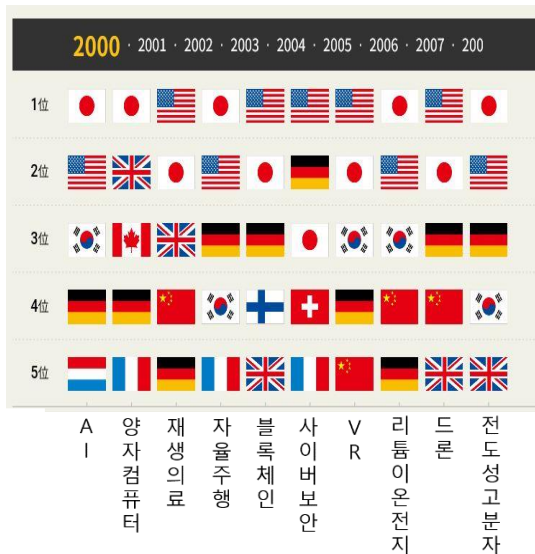 2000 · 2001 · 2002 · 2003 · 2004 · 2005 · 2006 · 2007 · 200
1位
2位
3位
4位
5位
AI
양자컴퓨터
재생의료
자율주행
블록체인
사이버보안
VR
리튬이온전지
드론
전도성고분자